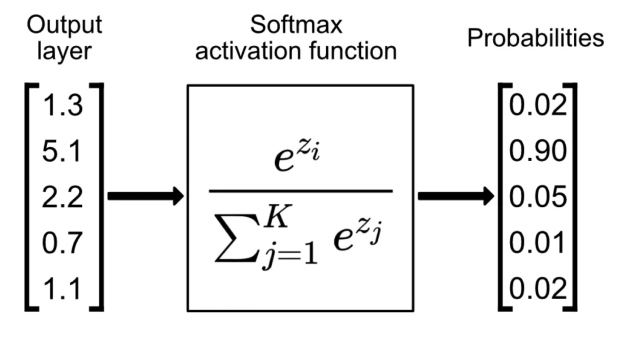 Output
layer
Softmax
activation function
Probabilities
1.3
5.1
2.2
0.7
1.1
e^{z_i}
∑_{j=1}^{K} e^{z_j}
0.02
0.90
0.05
0.01
0.02